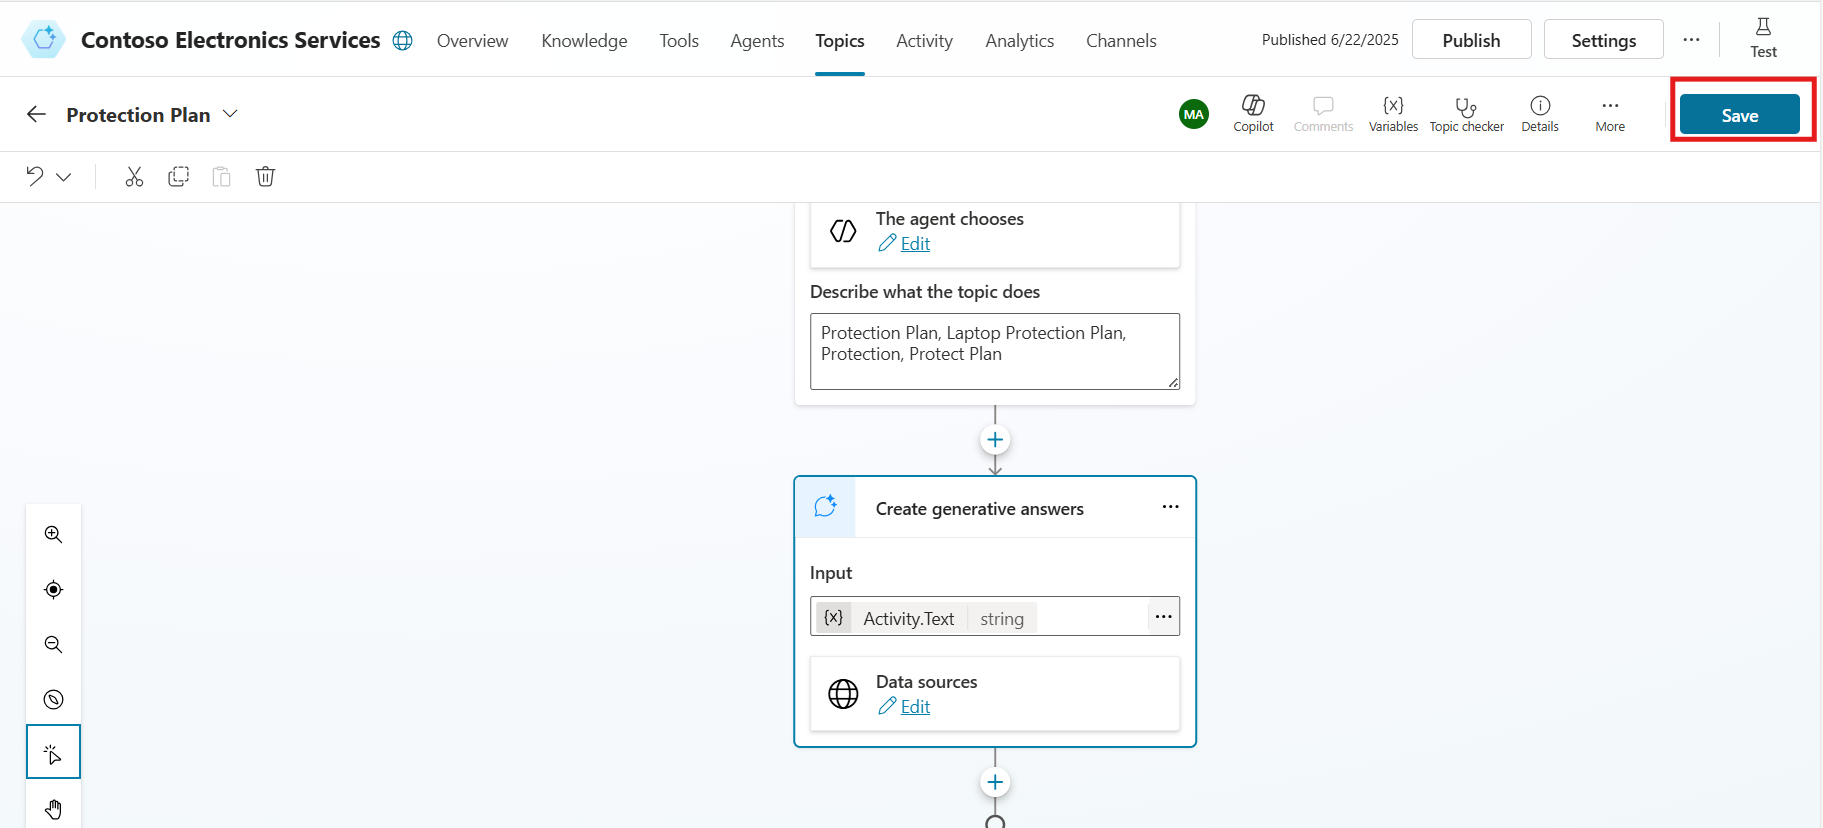 Contoso Electronics Services
Overview
Knowledge
Tools
Agents
Topics
Activity
Analytics
Channels
Published 6/22/2025
Publish
Settings
Test
Protection Plan
MA
Copilot
Comments
{x}
Variables
Topic checker
Details
More
Save
The agent chooses
Edit
Describe what the topic does
Protection Plan, Laptop Protection Plan,
Protection, Protect Plan
Create generative answers
Input
{x} Activity.Text string
Data sources
Edit